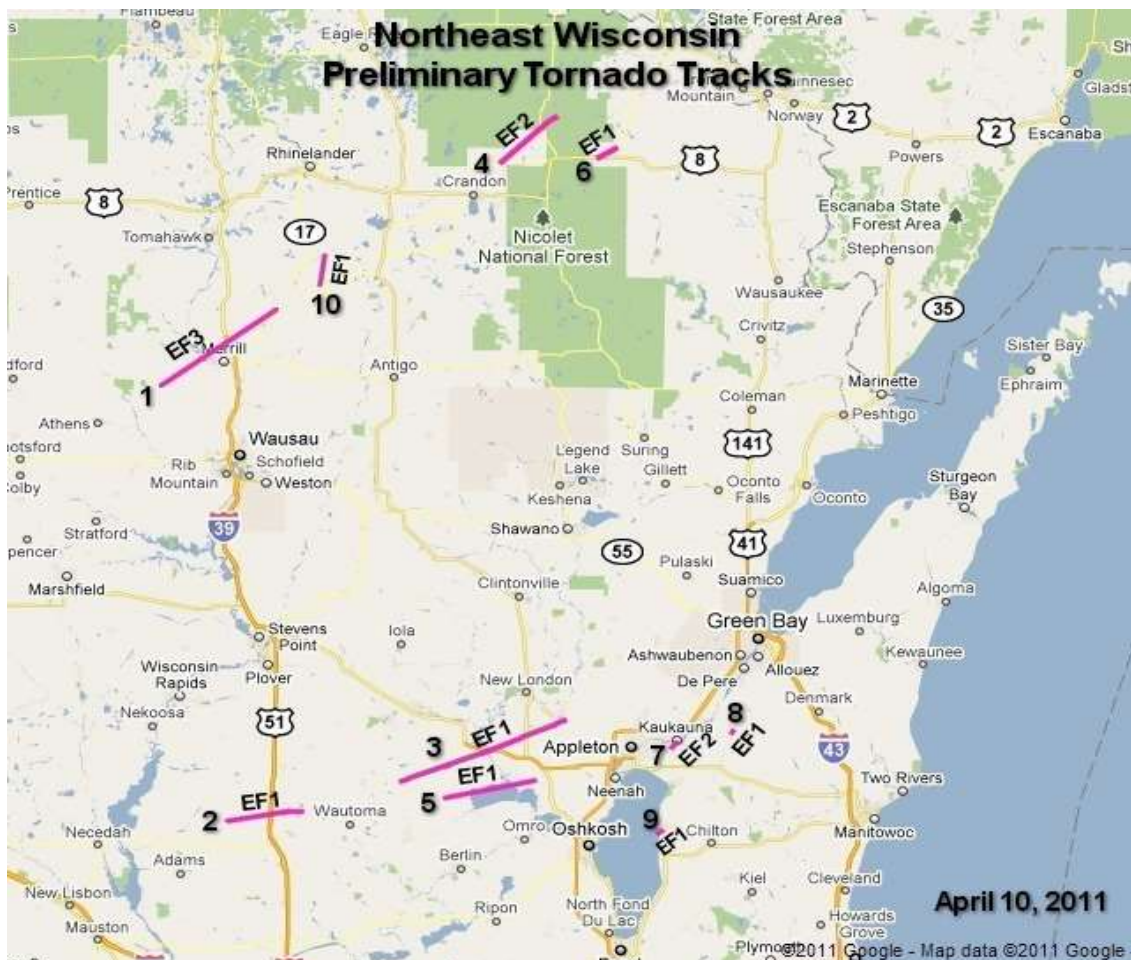 Flambeau
State Forest Area
Northeast Wisconsin
Preliminary Tornado Tracks
Mountain
Norway
2
2
Escanaba
Powers
EF2
4
EF1
6
8
Rhinelander
Crandon
Prentice
8
17
Tomahawk
Nicolet
National Forest
Escanaba State
Forest Area
Stephenson
EF1
10
Wausaukee
35
EF3
Merrill
1
Crivitz
Antigo
Sister Bay
Ephraim
Marinette
Coleman
Peshtigo
Athens
Wausau
Rib
Mountain
Schofield
Weston
Colby
Legend
Lake
Keshena
Suring
Gillett
141
Oconto
Falls
Oconto
Sturgeon
Bay
Stratford
39
Shawano
55
41
Marshfield
Pulaski
Suamico
Clintonville
Algoma
Green Bay
Luxemburg
Stevens
Point
Iola
Ashwaubenon
Allouez
Kewaunee
Plover
De Pere
Wisconsin
Rapids
New London
Denmark
Nekoosa
51
3
EF1
Appleton
Kaukauna
7
EF2
8
EF1
43
Neenah
Two Rivers
5
EF1
2
EF1
Wautoma
Omro
Oshkosh
9
EF1
Chilton
Manitowoc
Necedah
Adams
Berlin
Kiel
Cleveland
New Lisbon
Ripon
North Fond
Du Lac
April 10, 2011
Mauston
Howards
Grove
Plymouth
©2011 Google - Map data ©2011 Google